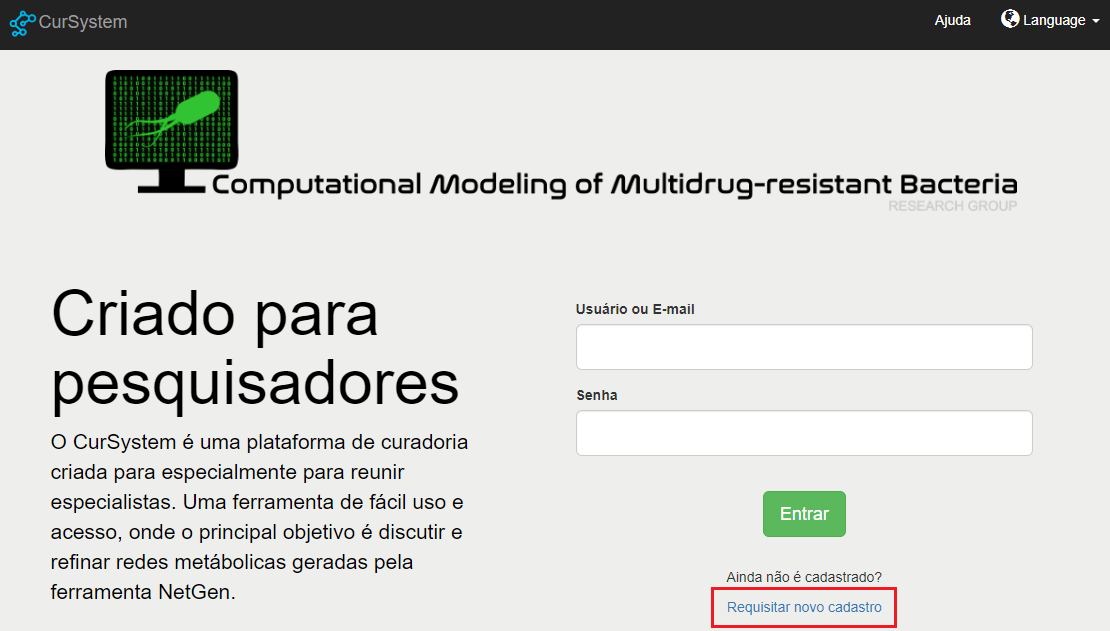 CurSystem
Ajuda
Language
Computational Modeling of Multidrug-resistant Bacteria
RESEARCH GROUP
Criado para
pesquisadores
O CurSystem é uma plataforma de curadoria
criada para especialmente para reunir
especialistas. Uma ferramenta de fácil uso e
acesso, onde o principal objetivo é discutir e
refinar redes metábolicas geradas pela
ferramenta NetGen.
Usuário ou E-mail
Senha
Entrar
Ainda não é cadastrado?
Requisitar novo cadastro